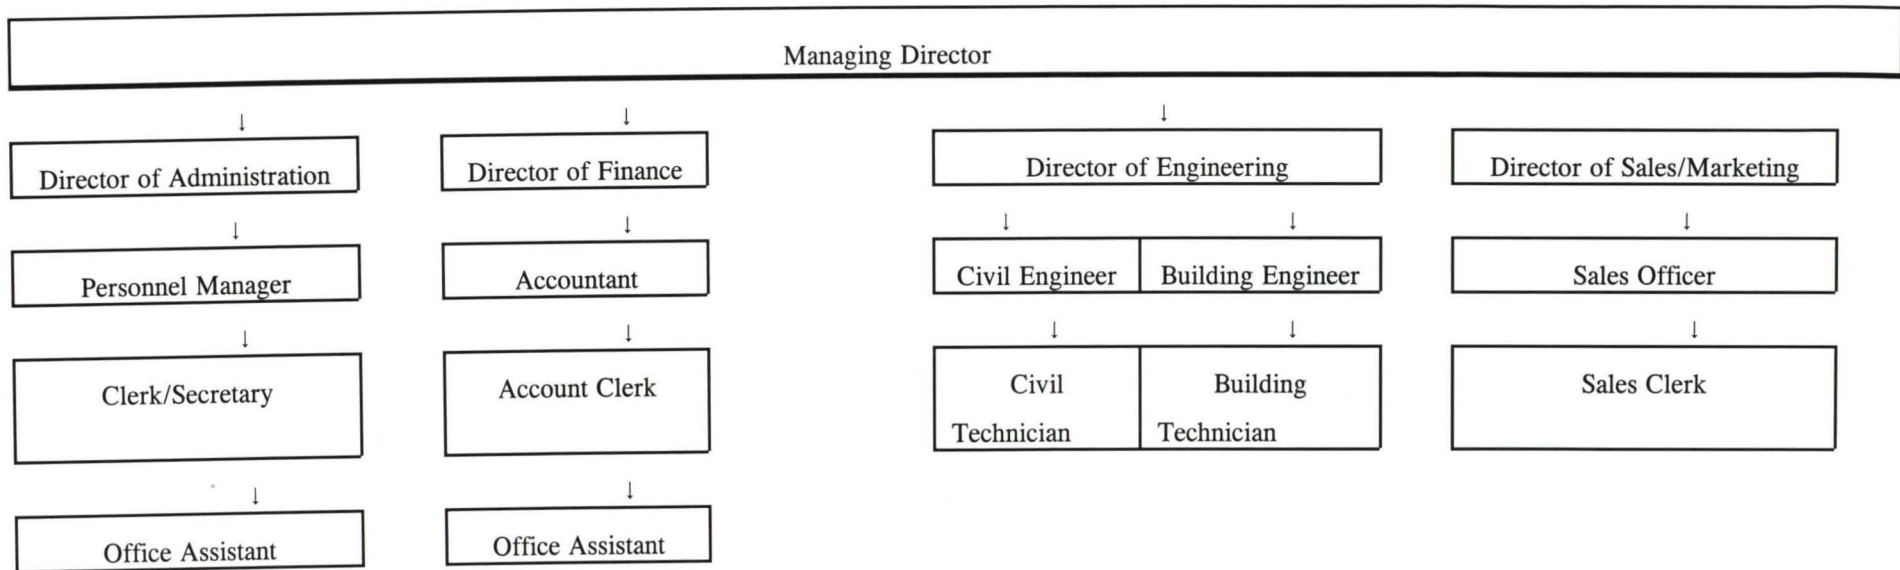 Managing Director
↓ ↓ ↓
Director of Administration Director of Finance Director of Engineering Director of Sales/Marketing
↓ ↓ ↓ ↓ ↓
Personnel Manager Accountant Civil Engineer Building Engineer Sales Officer
↓ ↓ ↓ ↓ ↓
Clerk/Secretary Account Clerk Civil Building Sales Clerk
Technician Technician
↓ ↓
Office Assistant Office Assistant